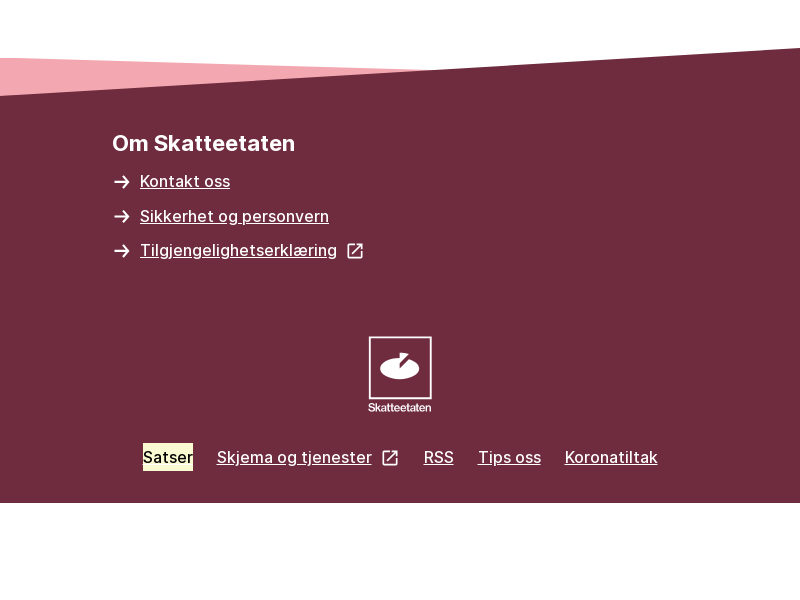 Om Skatteetaten
Kontakt oss
Sikkerhet og personvern
Tilgjengelighetserklæring
Skatteetaten
Satser Skjema og tjenester RSS Tips oss Koronatiltak